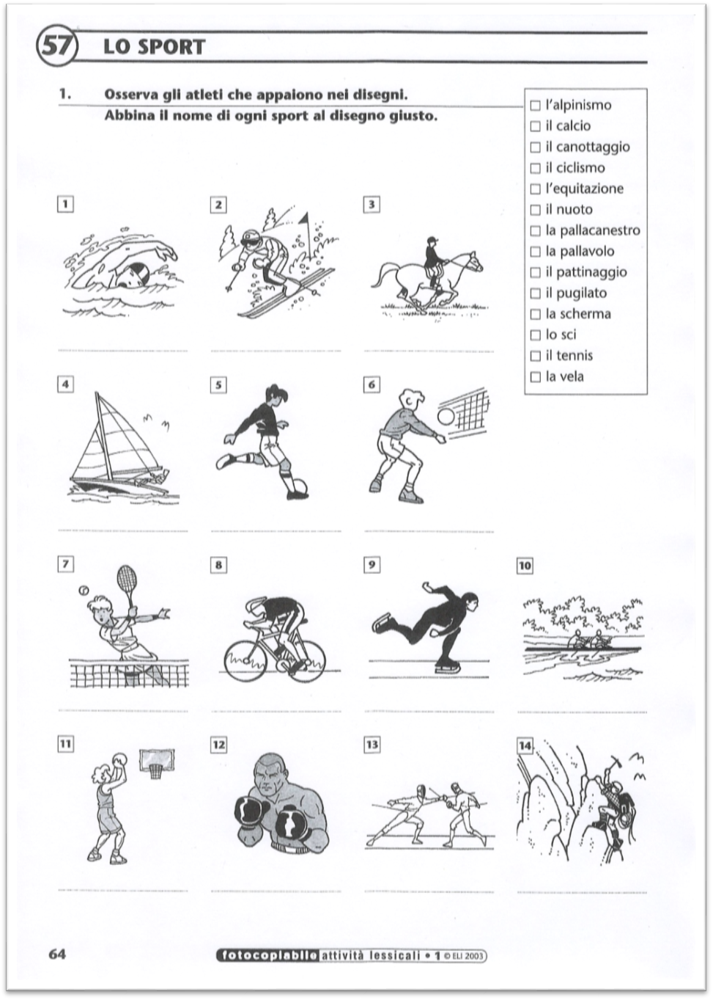 57 LO SPORT
1. Osserva gli atleti che appaiono nei disegni.
Abbina il nome di ogni sport al disegno giusto.
l'alpinismo
il calcio
il canottaggio
il ciclismo
l'equitazione
il nuoto
la pallacanestro
la pallavolo
il pattinaggio
il pugilato
la scherma
lo sci
il tennis
la vela
1 2 3
4 5 6
7 8 9 10
11 12 13 14
64 fotocopiabile attività lessicali • 1 © ELI 2003